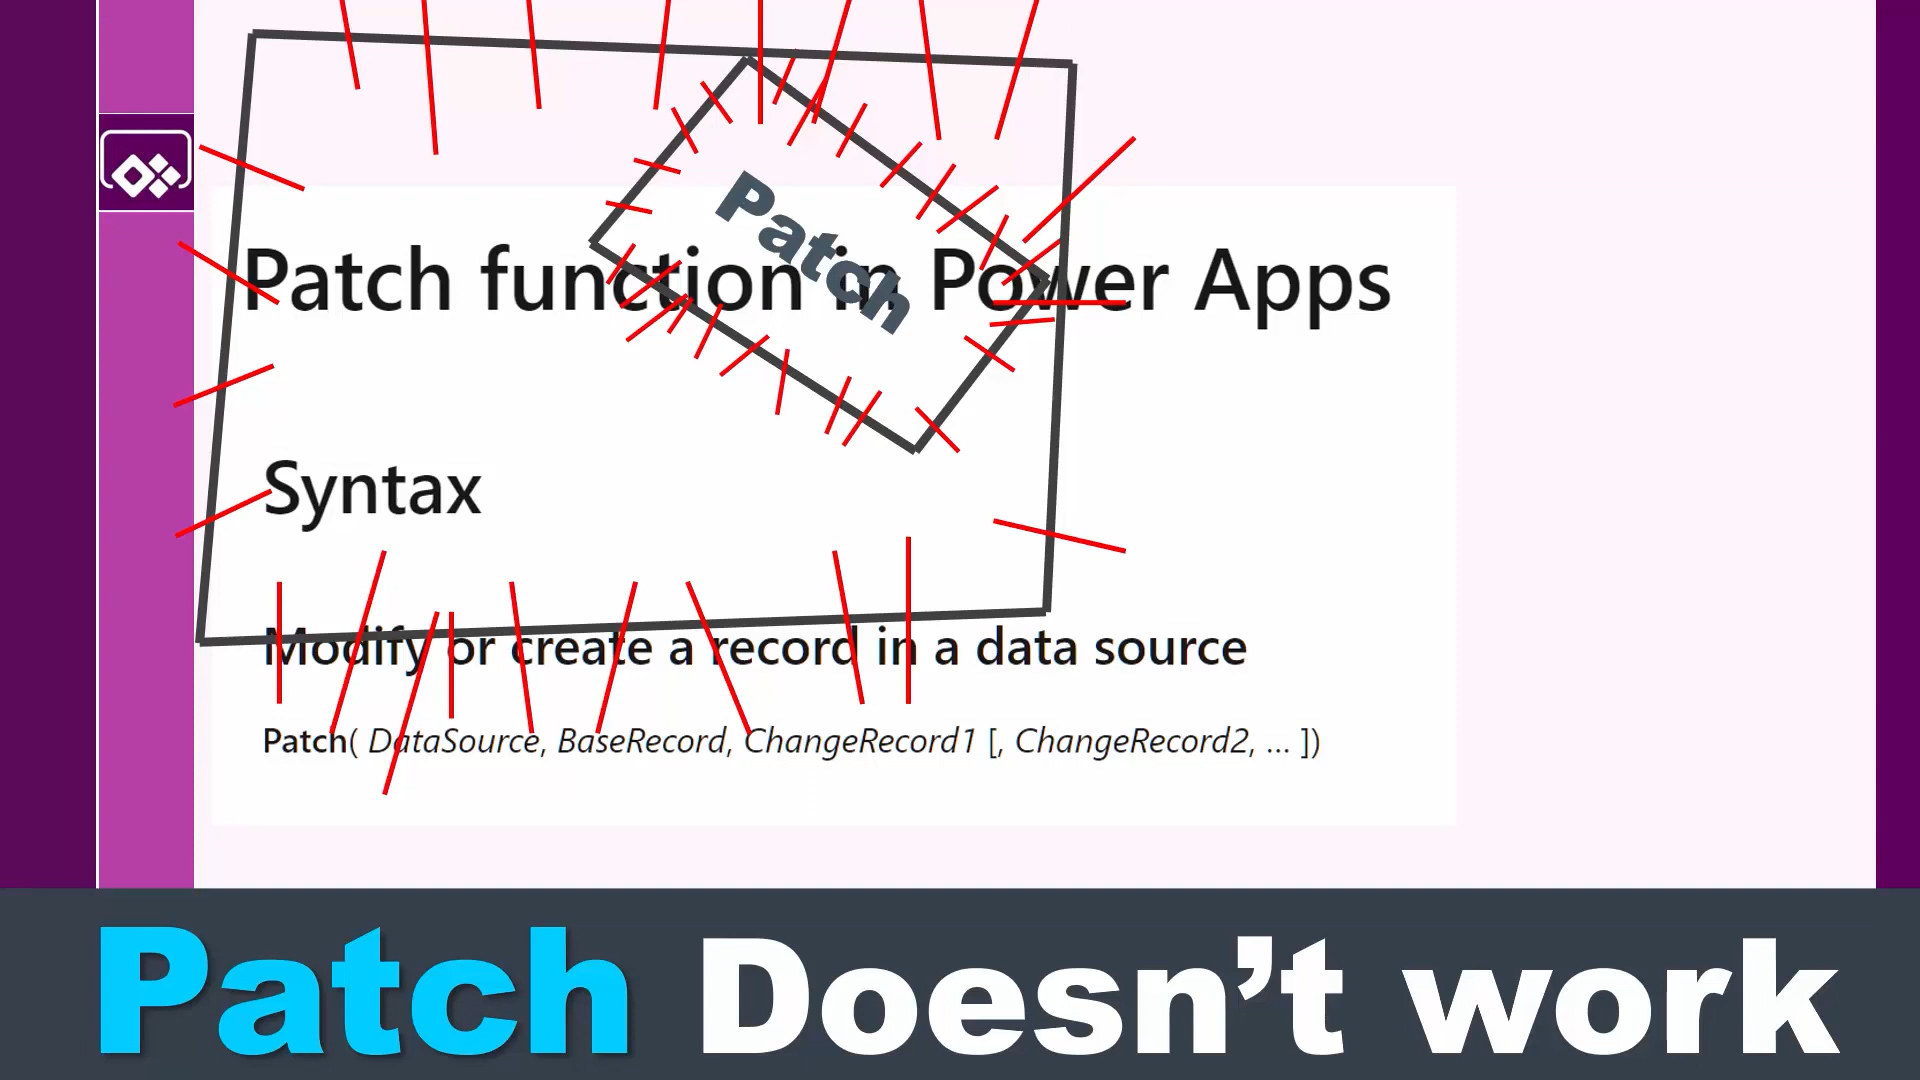 Patch
Patch function in Power Apps
Syntax
Modify or create a record in a data source
Patch( DataSource, BaseRecord, ChangeRecord1 [, ChangeRecord2, … ])
Patch Doesn’t work